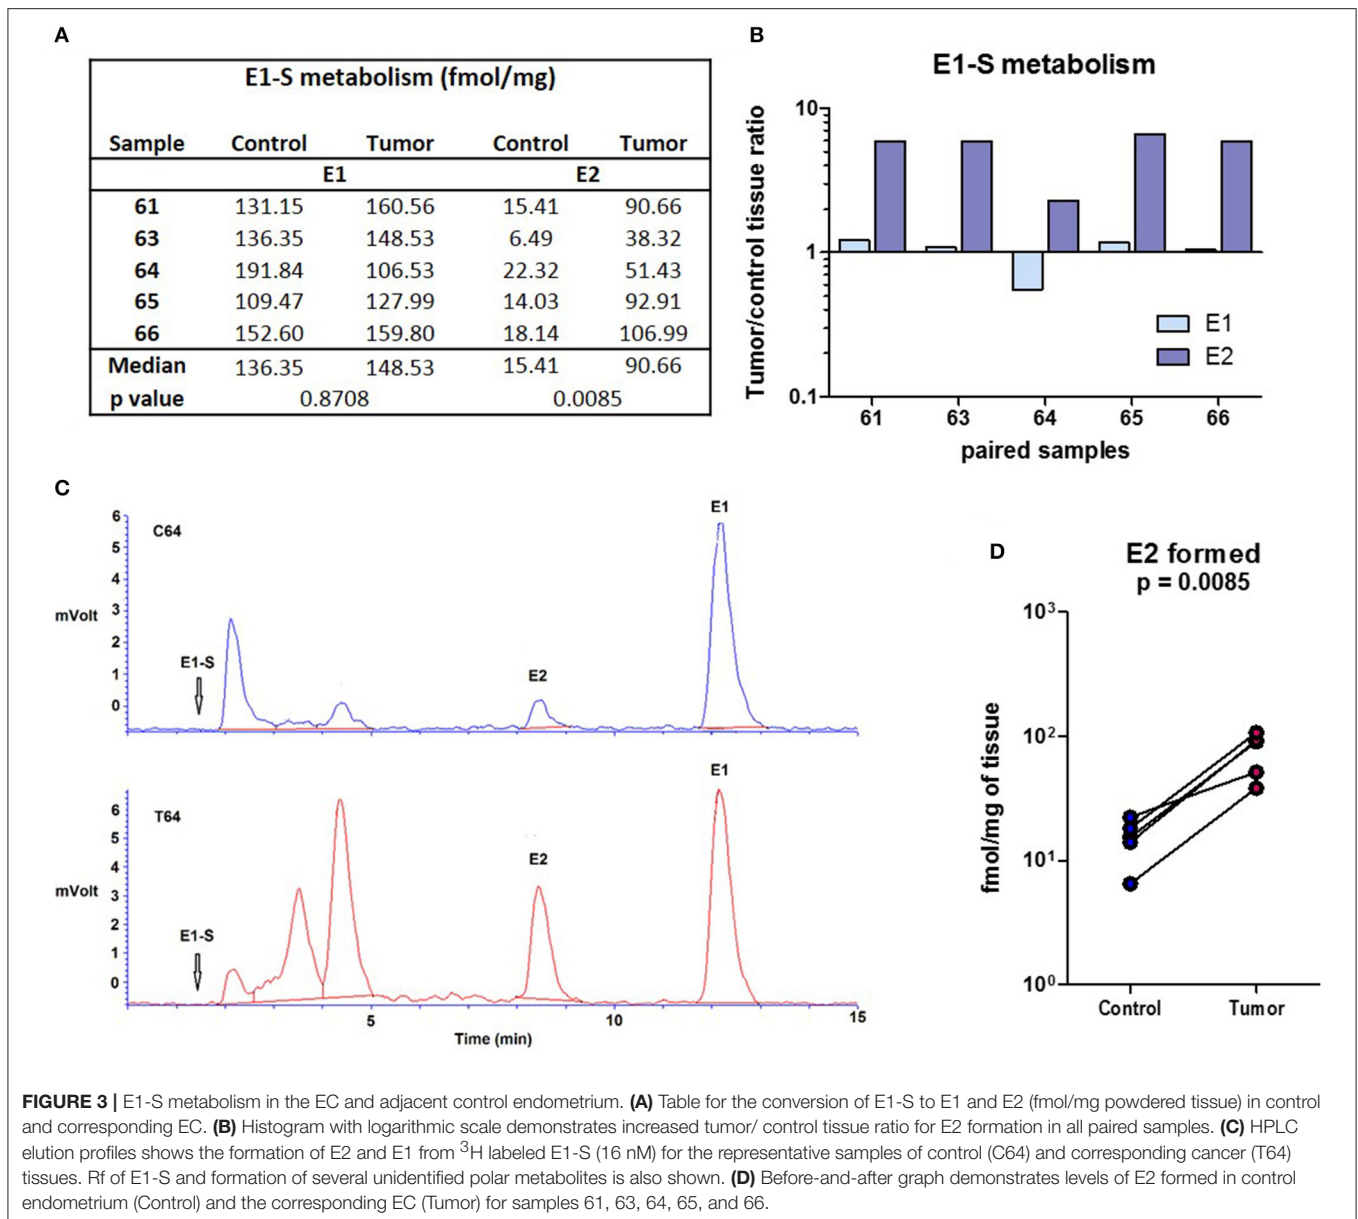 A
E1-S metabolism (fmol/mg)
Sample Control Tumor Control Tumor
E1 E2
61 131.15 160.56 15.41 90.66
63 136.35 148.53 6.49 38.32
64 191.84 106.53 22.32 51.43
65 109.47 127.99 14.03 92.91
66 152.60 159.80 18.14 106.99
Median 136.35 148.53 15.41 90.66
p value 0.8708 0.0085
B
E1-S metabolism
Tumor/control tissue ratio
10
1
0.1
E1
E2
61 63 64 65 66
paired samples
C
C64
mVolt
6
5
4
3
2
1
0
E1-S
E2
E1
T64
mVolt
6
5
4
3
2
1
0
E1-S
E2
E1
5 10 15
Time (min)
D
E2 formed
p = 0.0085
fmol/mg of tissue
10³
10²
10¹
10⁰
Control Tumor
FIGURE 3 | E1-S metabolism in the EC and adjacent control endometrium. (A) Table for the conversion of E1-S to E1 and E2 (fmol/mg powdered tissue) in control
and corresponding EC. (B) Histogram with logarithmic scale demonstrates increased tumor/ control tissue ratio for E2 formation in all paired samples. (C) HPLC
elution profiles shows the formation of E2 and E1 from ³H labeled E1-S (16 nM) for the representative samples of control (C64) and corresponding cancer (T64)
tissues. Rf of E1-S and formation of several unidentified polar metabolites is also shown. (D) Before-and-after graph demonstrates levels of E2 formed in control
endometrium (Control) and the corresponding EC (Tumor) for samples 61, 63, 64, 65, and 66.